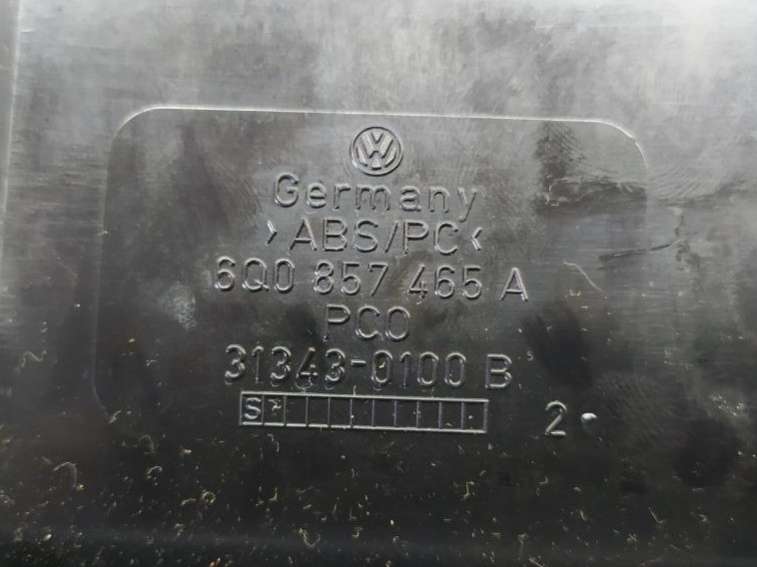 Germany
>ABS/PC<
6Q0 857 465 A
PCO
31343-0100 B
S
2